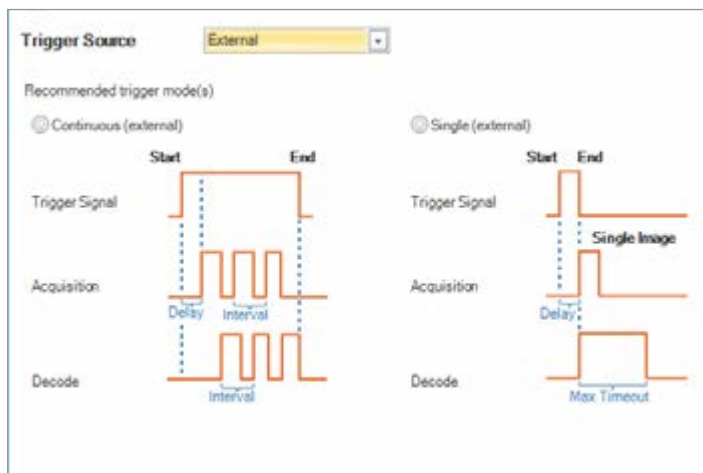 Trigger Source External
Recommended trigger mode(s)
Continuous (external)
Start End
Trigger Signal
Acquisition
Delay Interval
Decode
Interval
Single (external)
Start End
Trigger Signal
Single Image
Acquisition
Delay
Decode
Max Timeout